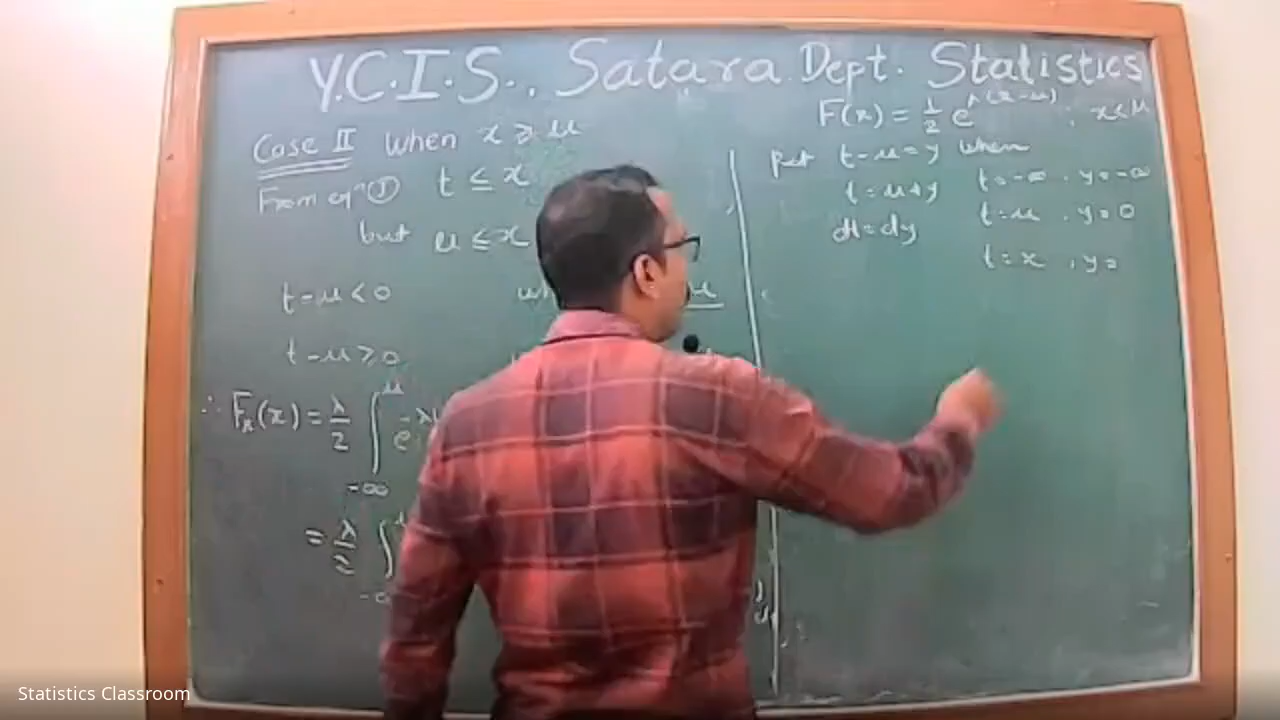 Y.C.I.S., Satara Dept. Statistics
Case II When x ⩾ μ
From eqⁿ ① t ≤ x
but μ ≤ x
t-μ < 0
t-μ ⩾ 0
∴ F_X(x) = λ/2 ∫_{-∞}^{μ} e^{-λ
= λ/2 ∫
F(x) = 1/2 e^{λ(x-μ)} ; x<μ
put t-μ = y when
t = μ+y t=-∞ , y=-∞
dt = dy t=μ , y=0
t=x , y=
Statistics Classroom